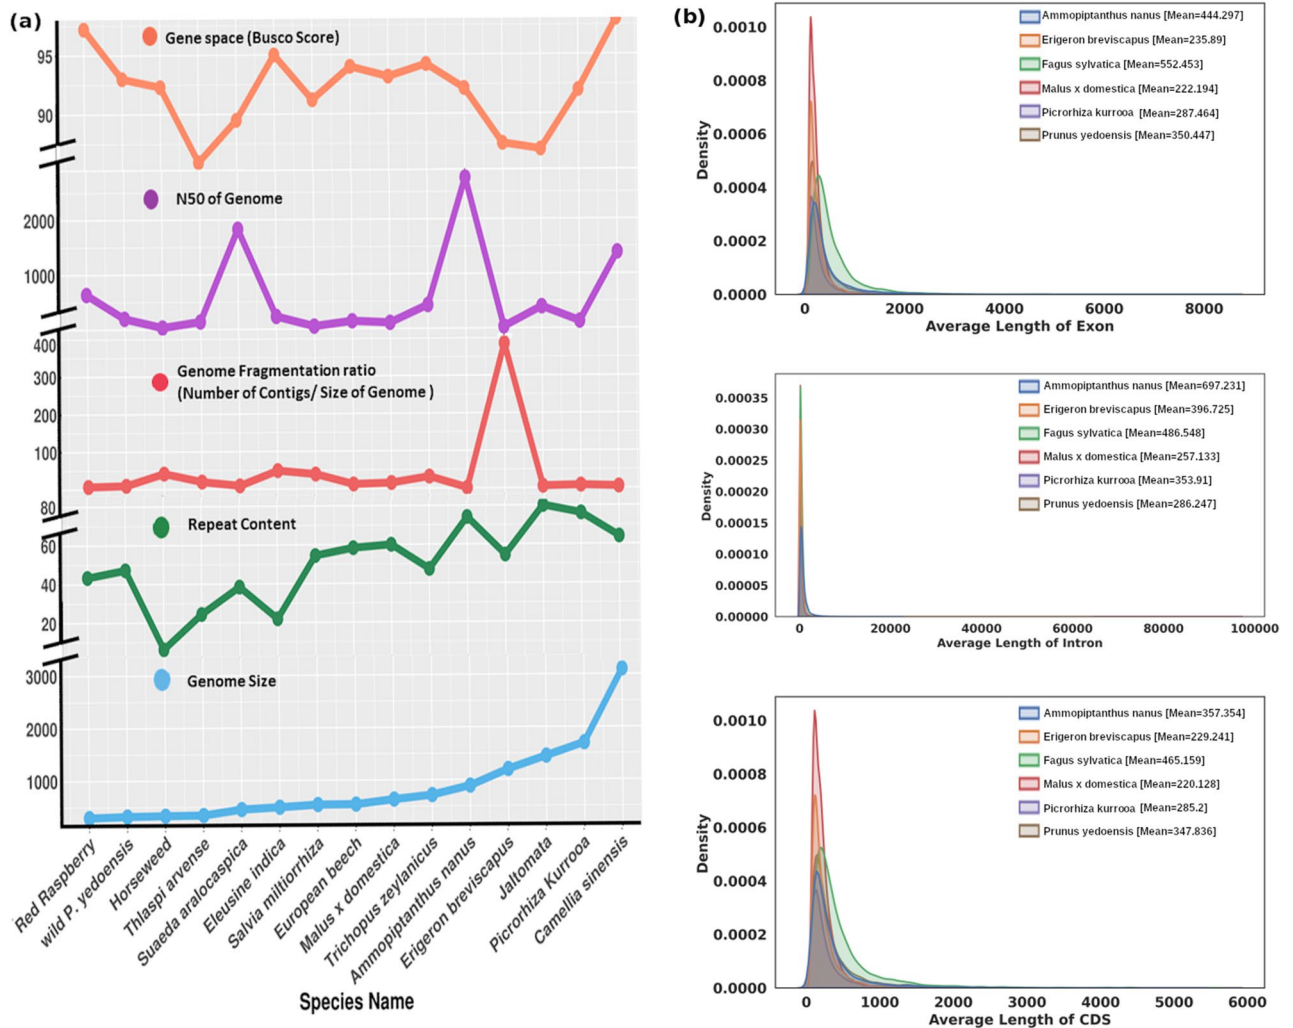 (a)
Gene space (Busco Score)
95
90
N50 of Genome
2000
1000
400
Genome Fragmentation ratio
(Number of Contigs/ Size of Genome )
300
200
100
80
Repeat Content
60
40
20
3000
Genome Size
2000
1000
Red Raspberry
wild P. yedoensis
Horseweed
Thlaspi arvense
Suaeda aralocaspica
Eleusine indica
Salvia miltiorrhiza
European beech
Malus x domestica
Trichopus zeylanicus
Ammopiptanthus nanus
Erigeron breviscapus
Jaltomata
Picrorhiza Kurrooa
Camellia sinensis
Species Name
(b)
Density
0.0010
0.0008
0.0006
0.0004
0.0002
0.0000
Ammopiptanthus nanus [Mean=444.297]
Erigeron breviscapus [Mean=235.89]
Fagus sylvatica [Mean=552.453]
Malus x domestica [Mean=222.194]
Picrorhiza kurrooa [Mean=287.464]
Prunus yedoensis [Mean=350.447]
0 2000 4000 6000 8000
Average Length of Exon
Density
0.00035
0.00030
0.00025
0.00020
0.00015
0.00010
0.00005
0.00000
Ammopiptanthus nanus [Mean=697.231]
Erigeron breviscapus [Mean=396.725]
Fagus sylvatica [Mean=486.548]
Malus x domestica [Mean=257.133]
Picrorhiza kurrooa [Mean=353.91]
Prunus yedoensis [Mean=286.247]
0 20000 40000 60000 80000 100000
Average Length of Intron
Density
0.0010
0.0008
0.0006
0.0004
0.0002
0.0000
Ammopiptanthus nanus [Mean=357.354]
Erigeron breviscapus [Mean=229.241]
Fagus sylvatica [Mean=465.159]
Malus x domestica [Mean=220.128]
Picrorhiza kurrooa [Mean=285.2]
Prunus yedoensis [Mean=347.836]
0 1000 2000 3000 4000 5000 6000
Average Length of CDS